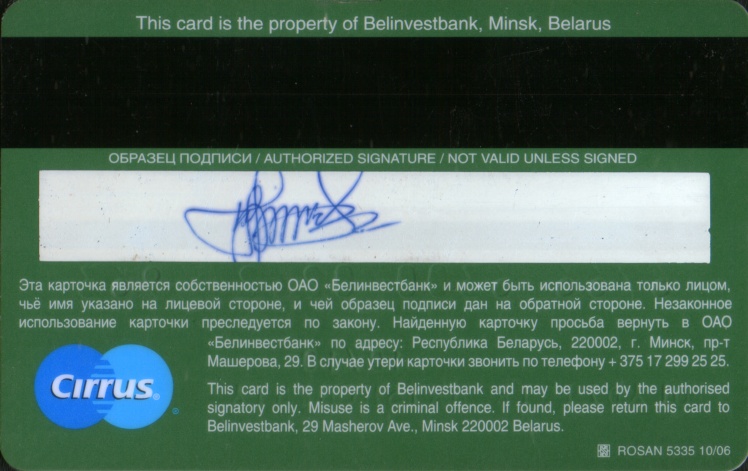 This card is the property of Belinvestbank, Minsk, Belarus
ОБРАЗЕЦ ПОДПИСИ / AUTHORIZED SIGNATURE / NOT VALID UNLESS SIGNED
Эта карточка является собственностью ОАО «Белинвестбанк» и может быть использована только лицом,
чьё имя указано на лицевой стороне, и чей образец подписи дан на обратной стороне. Незаконное
использование карточки преследуется по закону. Найденную карточку просьба вернуть в ОАО
«Белинвестбанк» по адресу: Республика Беларусь, 220002, г. Минск, пр-т
Машерова, 29. В случае утери карточки звонить по телефону + 375 17 299 25 25.
Cirrus®
This card is the property of Belinvestbank and may be used by the authorised
signatory only. Misuse is a criminal offence. If found, please return this card to
Belinvestbank, 29 Masherov Ave., Minsk 220002 Belarus.
ROSAN 5335 10/06